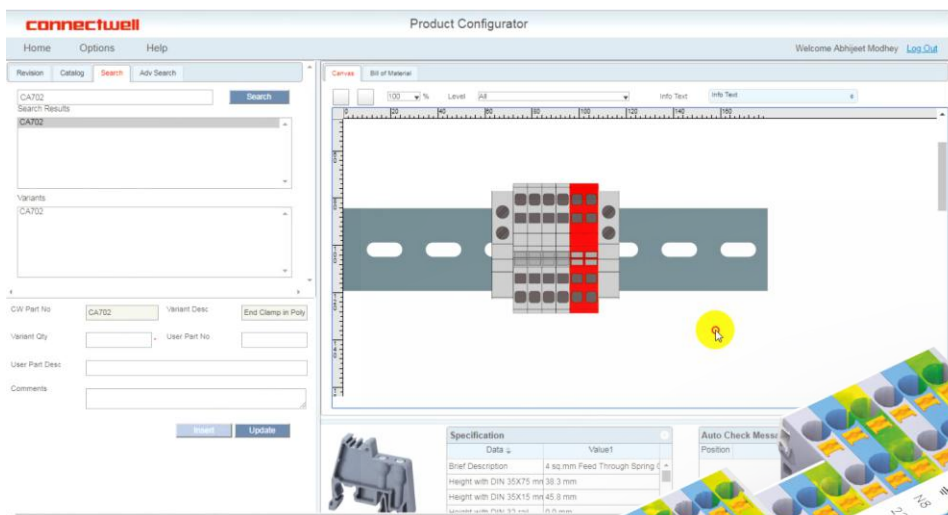 connectwell
Product Configurator
Home Options Help
Welcome Abhijeet Modhey Log Out
Revision Catalog Search Adv Search
Canvas Bill of Material
CA702 Search
100 % Level All Info Text Info Text
Search Results
CA702
Variants
CA702
CW Part No CA702 Variant Desc End Clamp in Poly
Variant Qty - User Part No
User Part Desc
Comments
Insert Update
Specification
Auto Check Messa
Data Value1
Position
Brief Description 4 sq.mm Feed Through Spring
Height with DIN 35X75 mm 38.3 mm
Height with DIN 35X15 mm 45.8 mm